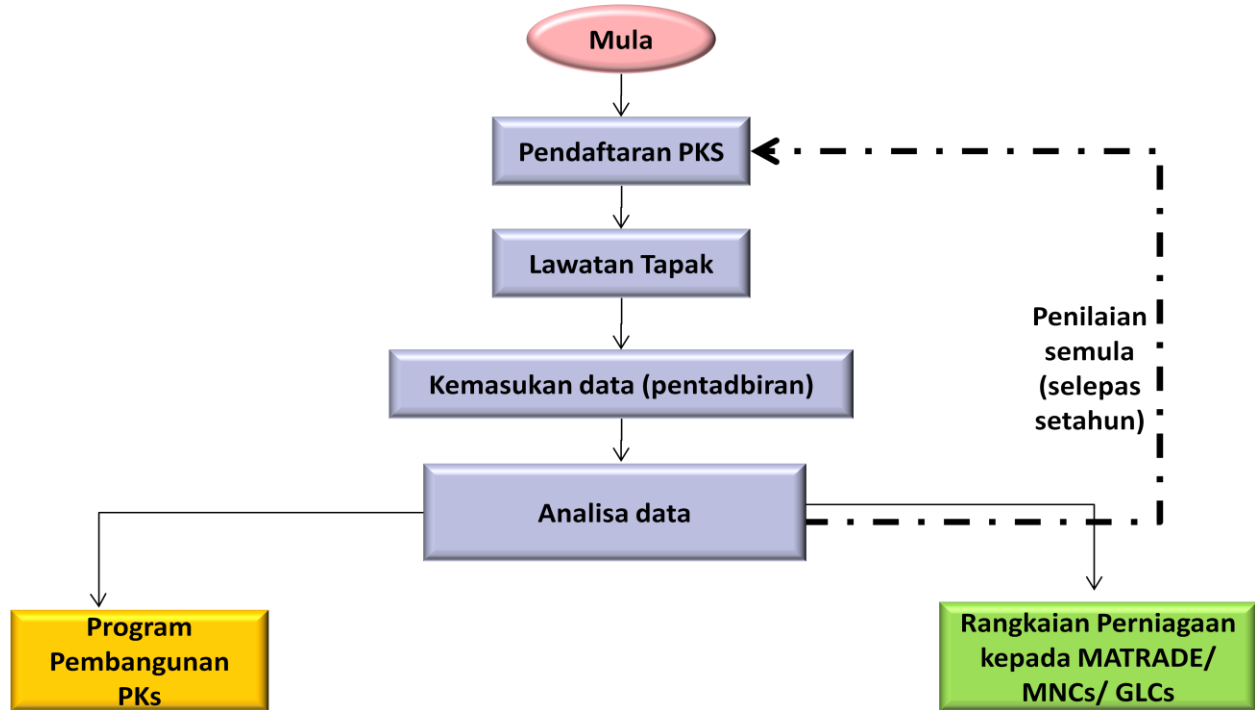 Mula
Pendaftaran PKS
Lawatan Tapak
Penilaian
semula
(selepas
setahun)
Kemasukan data (pentadbiran)
Analisa data
Program
Pembangunan
PKs
Rangkaian Perniagaan
kepada MATRADE/
MNCs/ GLCs